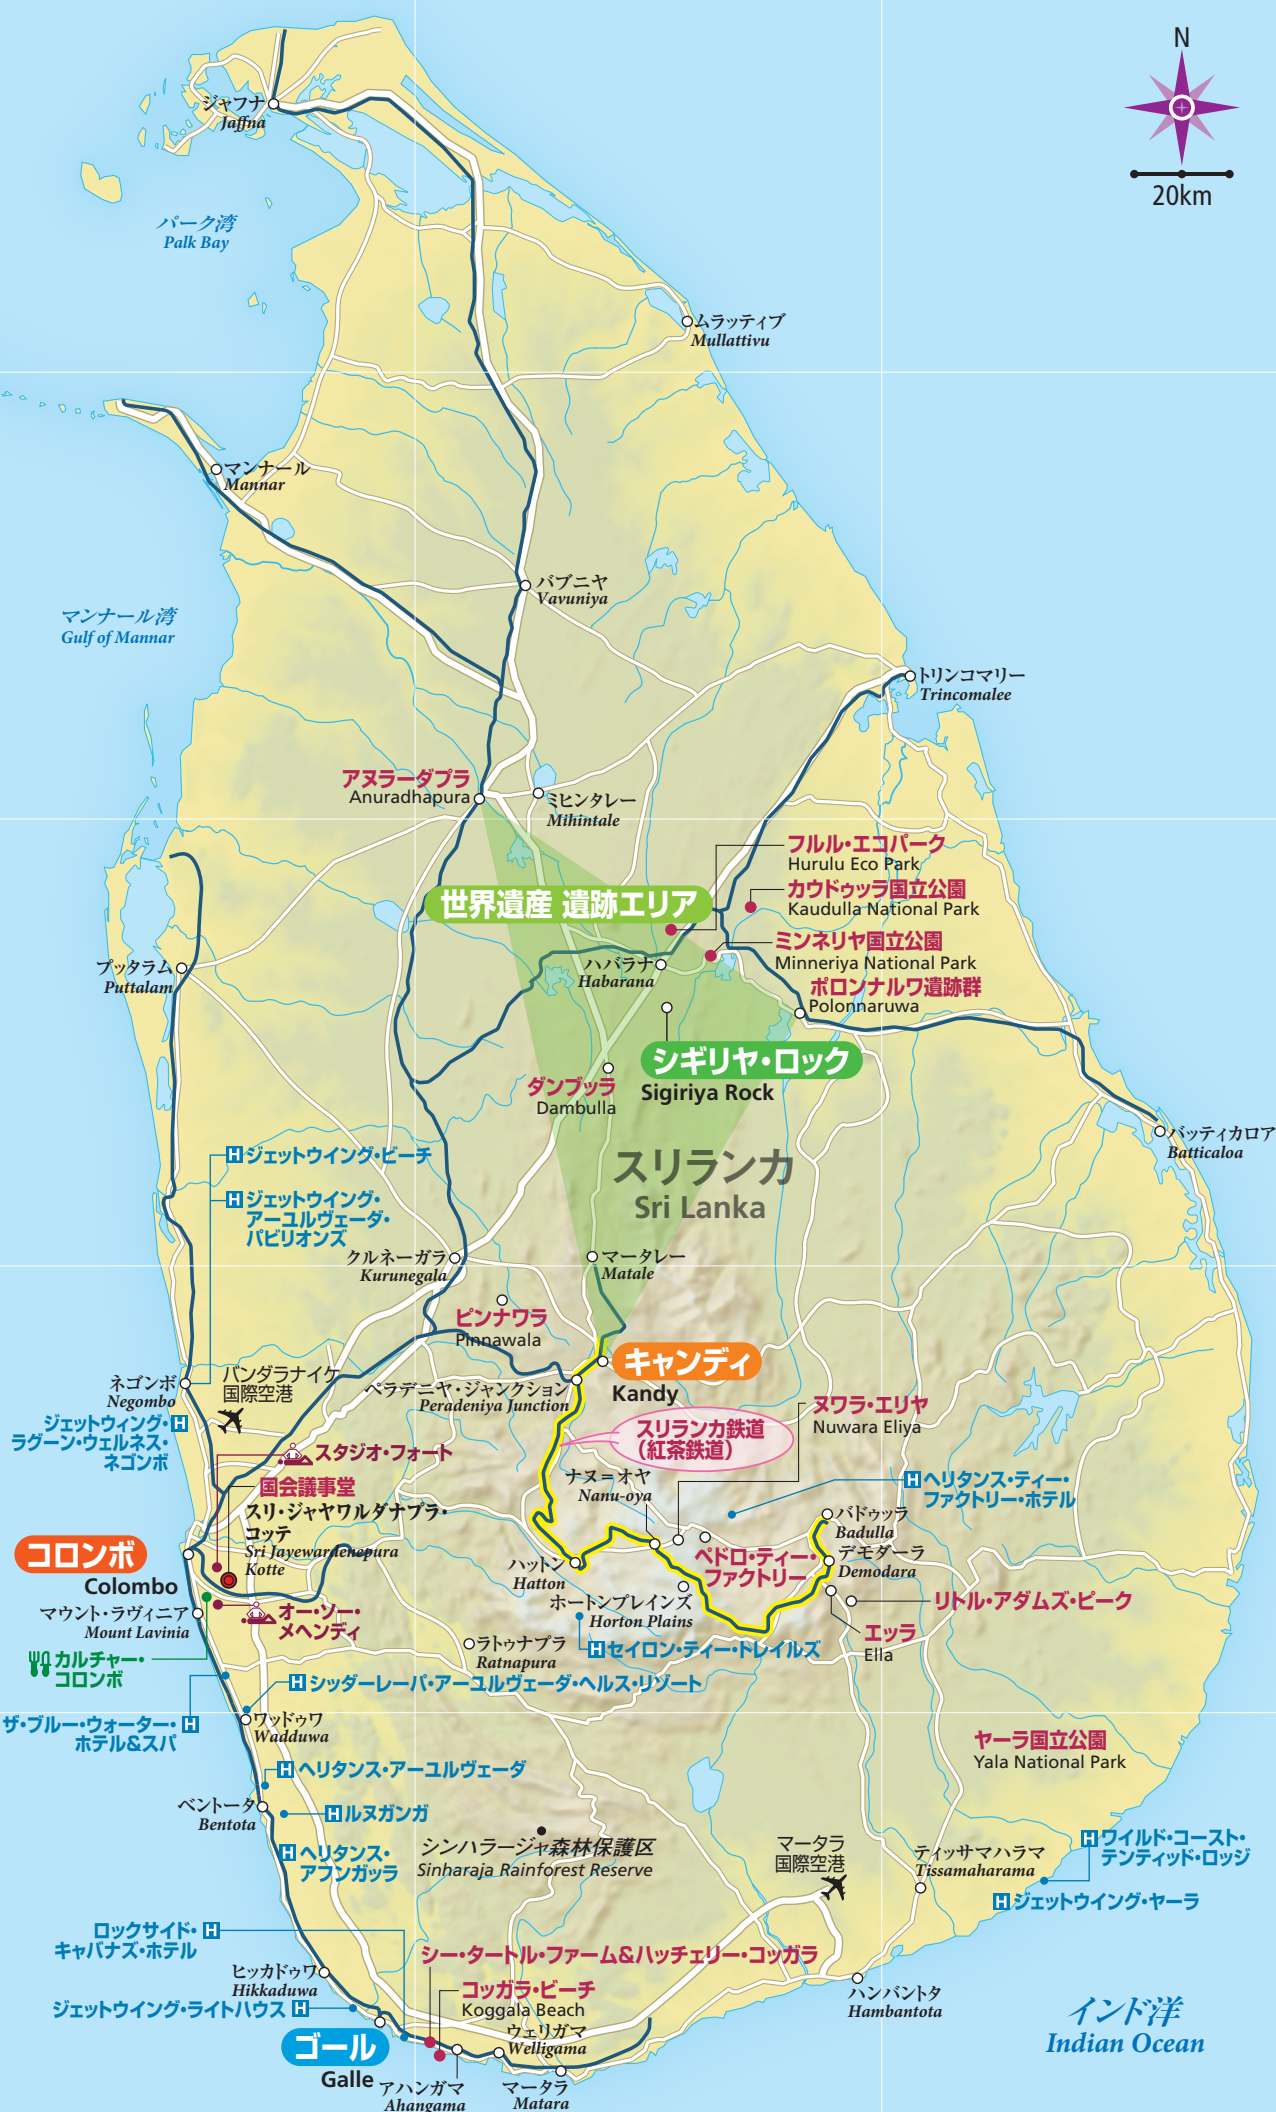 N
20km
ジャフナ
Jaffna
パーク湾
Palk Bay
ムラッティブ
Mullattivu
マンナール
Mannar
バブニヤ
Vavuniya
マンナール湾
Gulf of Mannar
トリンコマリー
Trincomalee
アヌラーダプラ
Anuradhapura
ミヒンタレー
Mihintale
フルル・エコパーク
Hurulu Eco Park
カウドゥッラ国立公園
Kaudulla National Park
世界遺産 遺跡エリア
ミンネリヤ国立公園
Minneriya National Park
ハバラナ
Habarana
ポロンナルワ遺跡群
Polonnaruwa
プッタラム
Puttalam
シギリヤ・ロック
Sigiriya Rock
ダンブッラ
Dambulla
バッティカロア
Batticaloa
スリランカ
Sri Lanka
H ジェットウイング・ビーチ
H ジェットウイング・
アーユルヴェーダ・
パビリオンズ
クルネーガラ
Kurunegala
マータレー
Matale
ピンナワラ
Pinnawala
キャンディ
Kandy
バンダラナイケ
国際空港
ネゴンボ
Negombo
ペラデニヤ・ジャンクション
Peradeniya Junction
ヌワラ・エリヤ
Nuwara Eliya
ジェットウィング・ H
ラグーン・ウェルネス・
ネゴンボ
スリランカ鉄道
（紅茶鉄道）
スタジオ・フォート
ナヌ＝オヤ
Nanu-oya
H ヘリタンス・ティー・
ファクトリー・ホテル
国会議事堂
スリ・ジャヤワルダナプラ・
コッテ
Sri Jayewardenepura
Kotte
バドゥッラ
Badulla
コロンボ
Colombo
ハットン
Hatton
ペドロ・ティー・
ファクトリー
デモダーラ
Demodara
マウント・ラヴィニア
Mount Lavinia
オー・ソー・
メヘンディ
ホートンプレインズ
Horton Plains
リトル・アダムズ・ピーク
エッラ
Ella
カルチャー・
コロンボ
ラトゥナプラ
Ratnapura
H セイロン・ティー・トレイルズ
H シッダーレーパ・アーユルヴェーダ・ヘルス・リゾート
ザ・ブルー・ウォーター・ H
ホテル&スパ
ワッドゥワ
Wadduwa
ヤーラ国立公園
Yala National Park
H ヘリタンス・アーユルヴェーダ
ベントータ
Bentota
H ルヌガンガ
H ヘリタンス・
アフンガッラ
シンハラージャ森林保護区
Sinharaja Rainforest Reserve
マータラ
国際空港
ティッサマハラマ
Tissamaharama
H ワイルド・コースト・
テンティッド・ロッジ
H ジェットウイング・ヤーラ
ロックサイド・ H
キャバナズ・ホテル
シー・タートル・ファーム&ハッチェリー・コッガラ
ヒッカドゥワ
Hikkaduwa
コッガラ・ビーチ
Koggala Beach
ハンバントタ
Hambantota
ジェットウイング・ライトハウス H
ゴール
Galle
ウェリガマ
Welligama
アハンガマ
Ahangama
マータラ
Matara
インド洋
Indian Ocean